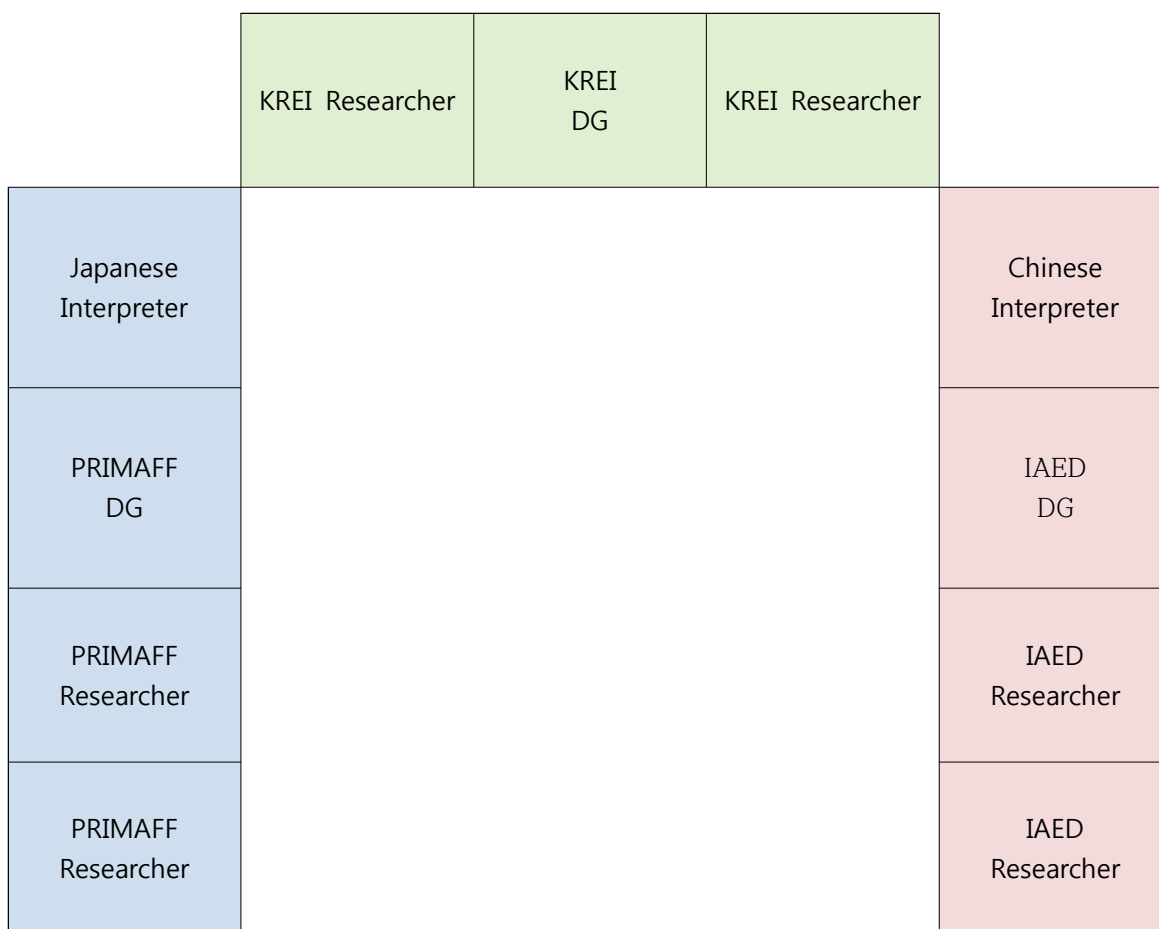 KREI Researcher
KREI
DG
KREI Researcher
Japanese
Interpreter
Chinese
Interpreter
PRIMAFF
DG
IAED
DG
PRIMAFF
Researcher
IAED
Researcher
PRIMAFF
Researcher
IAED
Researcher